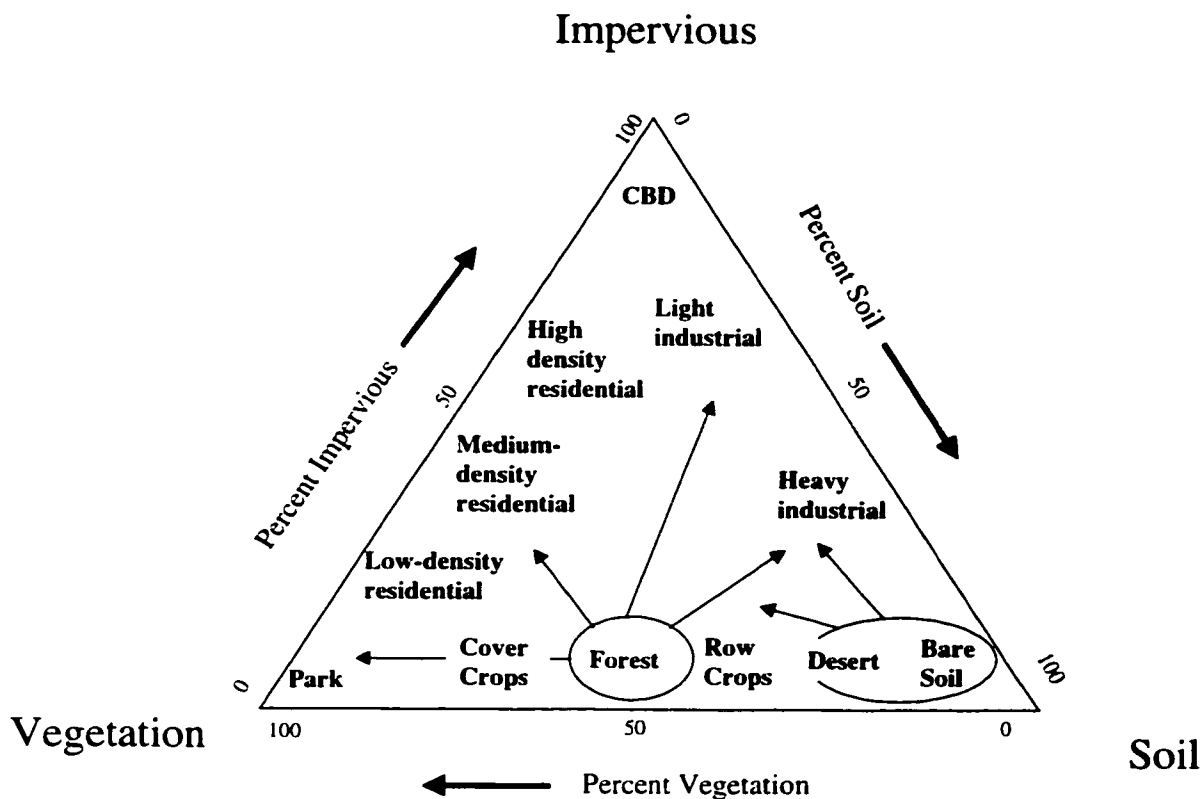 Impervious
100
0
CBD
Percent Soil
Light
industrial
High
density
residential
Percent Impervious
50
50
Medium-
density
residential
Heavy
industrial
Low-density
residential
Cover
Crops
Forest
Row
Crops
Desert
Bare
Soil
Park
0
100
Vegetation
100
50
0
Soil
Percent Vegetation